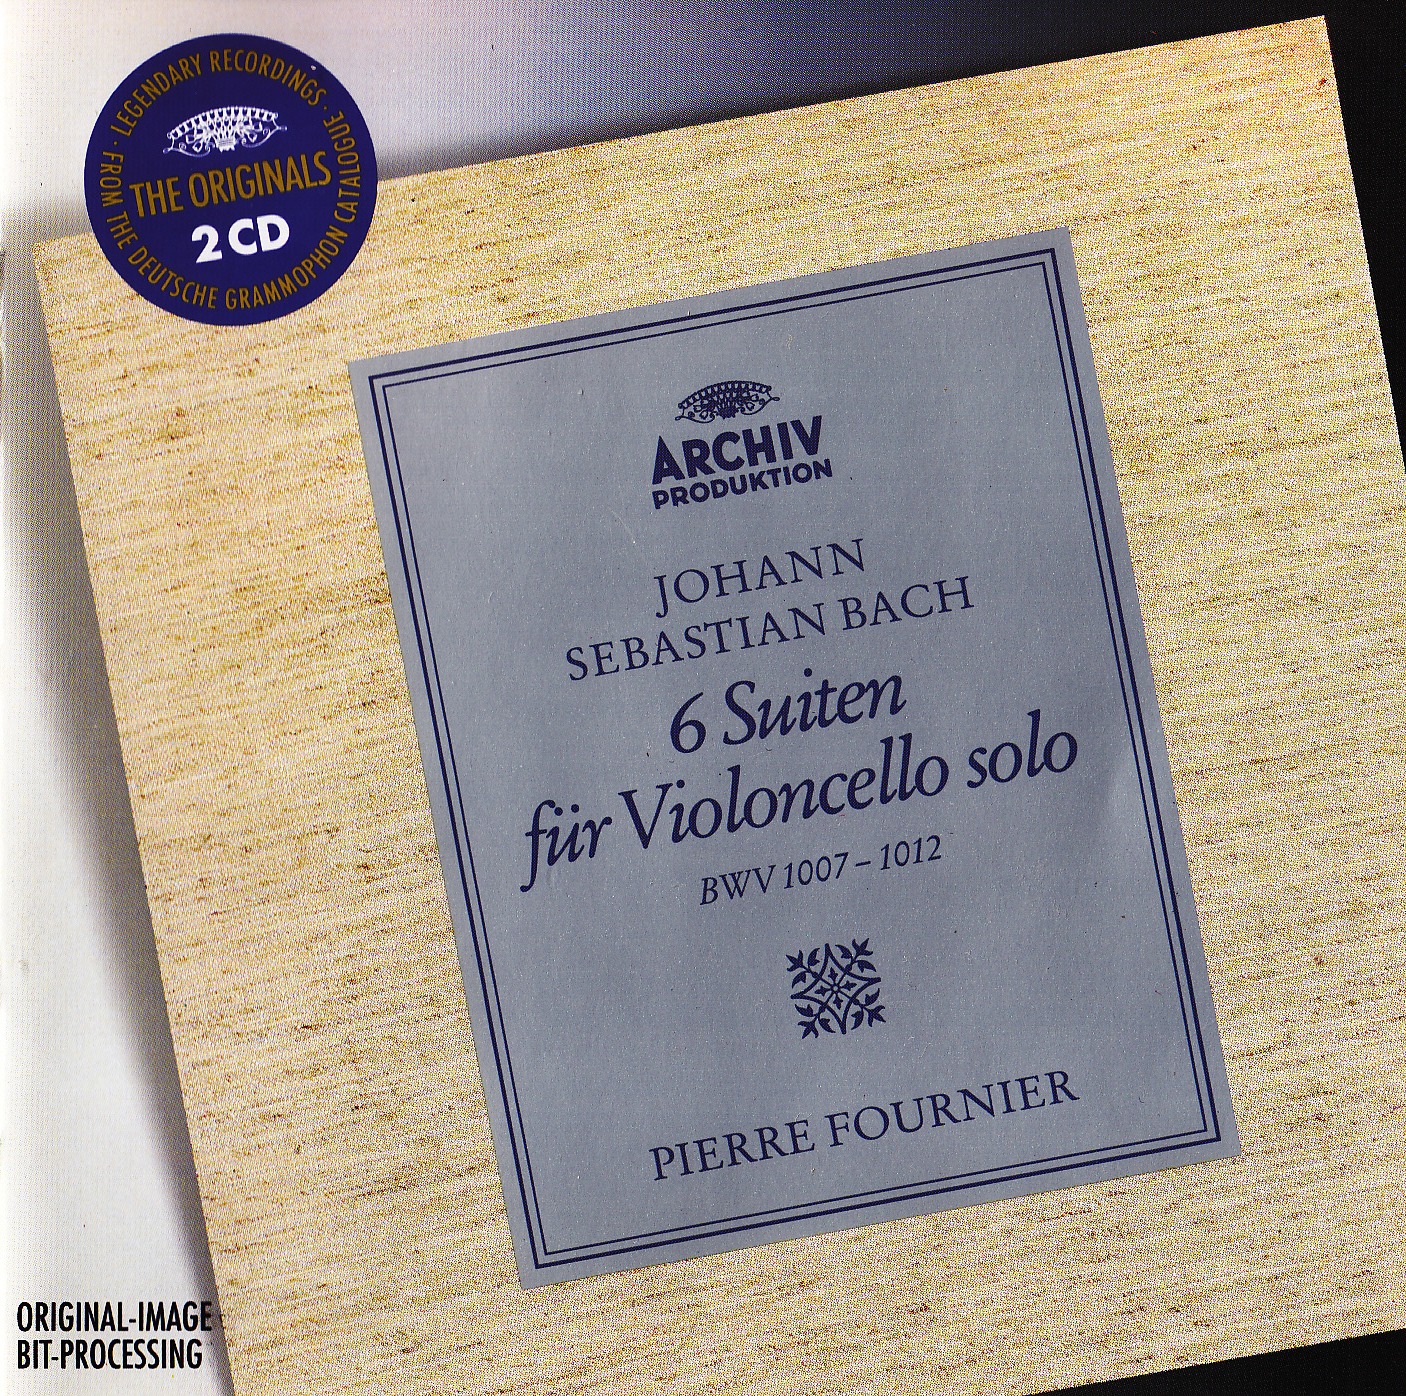 · LEGENDARY RECORDINGS ·
FROM THE DEUTSCHE GRAMMOPHON CATALOGUE
THE ORIGINALS
2 CD
ARCHIV
PRODUKTION
JOHANN
SEBASTIAN BACH
6 Suiten
für Violoncello solo
BWV 1007 – 1012
PIERRE FOURNIER
ORIGINAL-IMAGE
BIT-PROCESSING